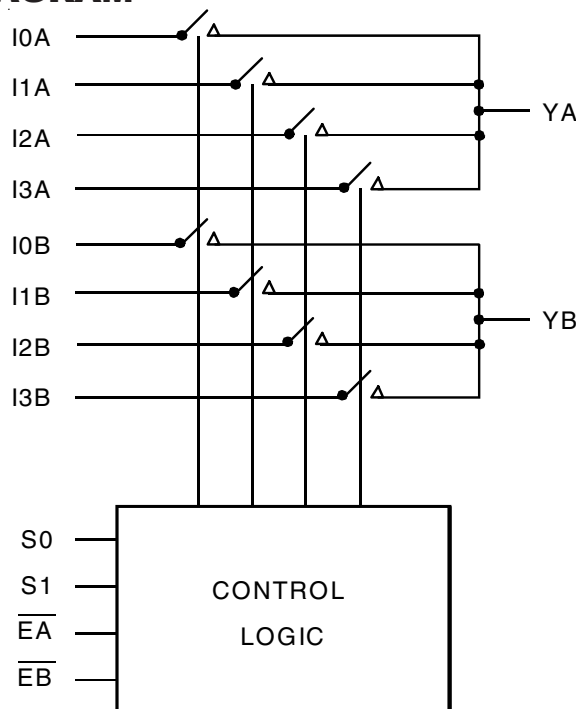 I0A
I1A
YA
I2A
I3A
I0B
I1B
YB
I2B
I3B
S0
S1
CONTROL
EA
LOGIC
EB